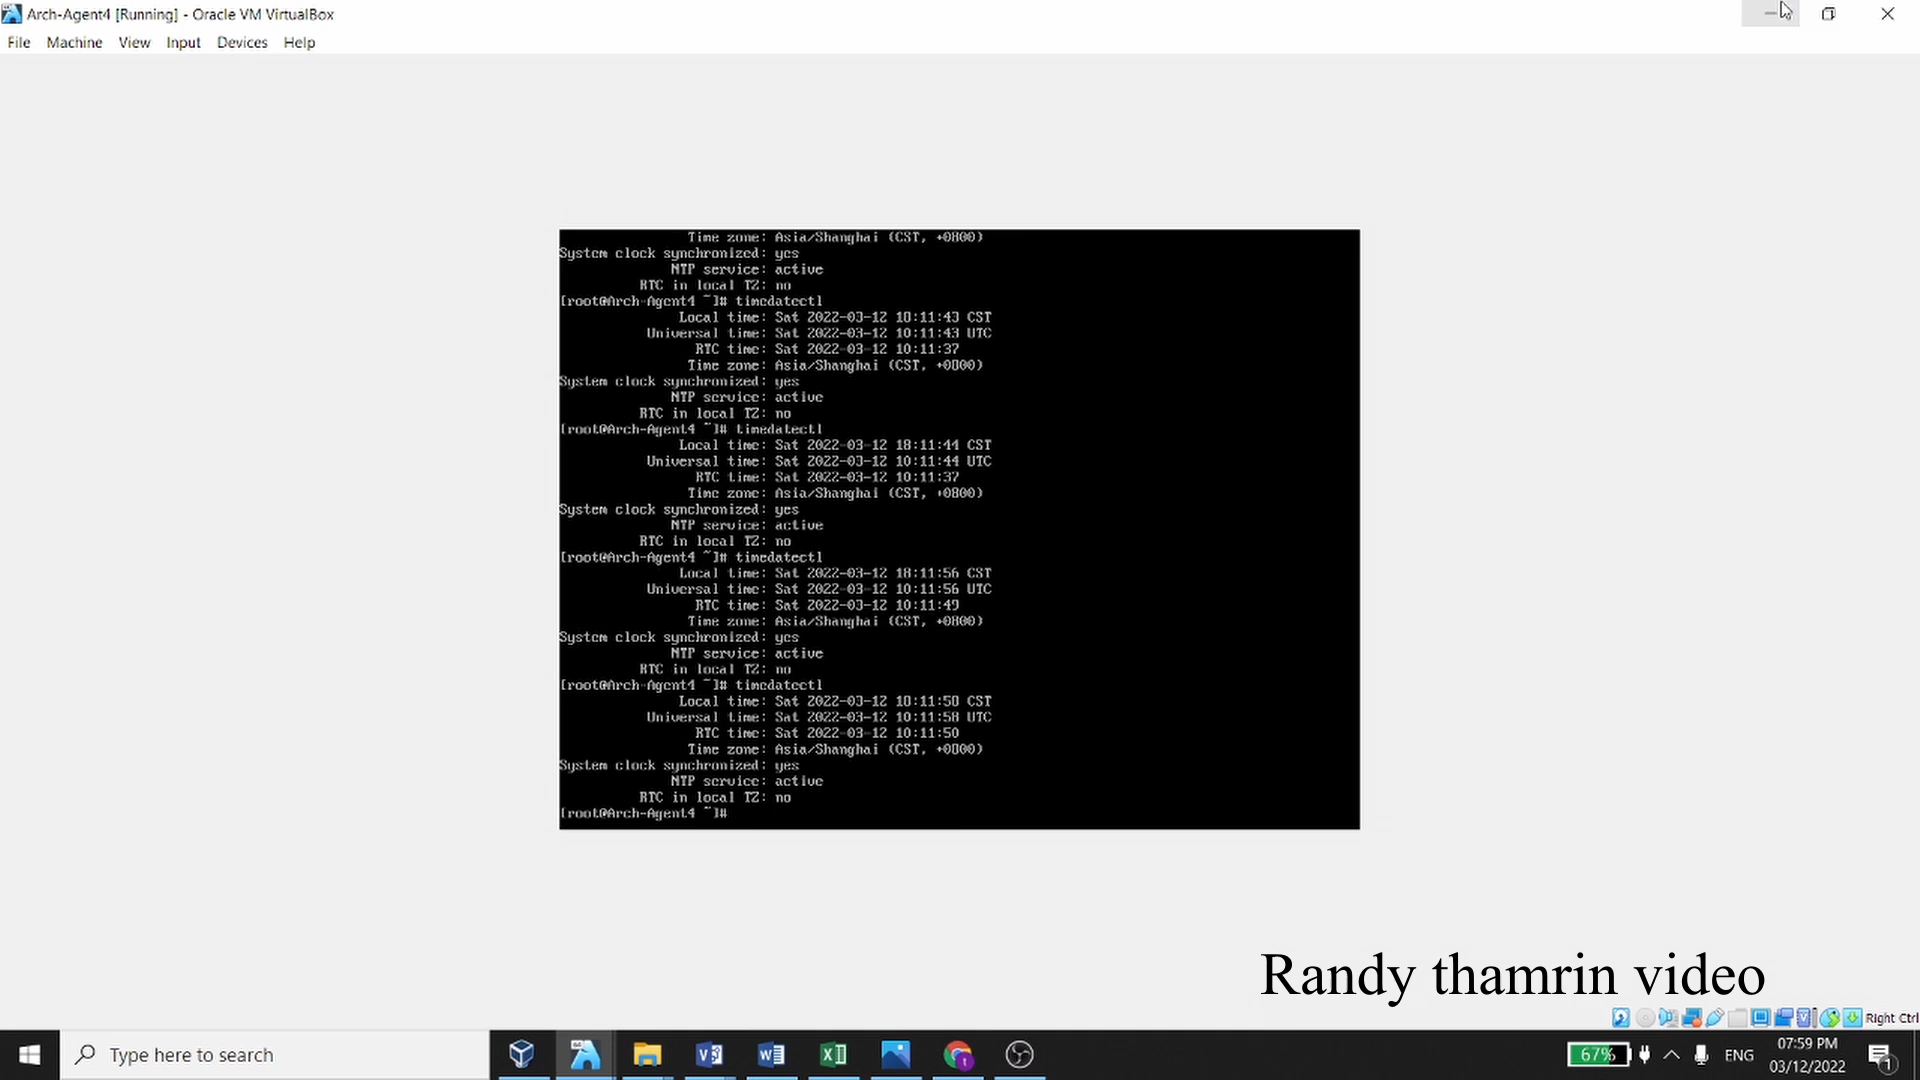 Arch-Agent4 [Running] - Oracle VM VirtualBox
File Machine View Input Devices Help
Time zone: Asia/Shanghai (CST, +0800)
System clock synchronized: yes
NTP service: active
RTC in local TZ: no
[root@Arch-Agent4 ~]# timedatectl
Local time: Sat 2022-03-12 18:11:43 CST
Universal time: Sat 2022-03-12 10:11:43 UTC
RTC time: Sat 2022-03-12 10:11:37
Time zone: Asia/Shanghai (CST, +0800)
System clock synchronized: yes
NTP service: active
RTC in local TZ: no
[root@Arch-Agent4 ~]# timedatectl
Local time: Sat 2022-03-12 18:11:44 CST
Universal time: Sat 2022-03-12 10:11:44 UTC
RTC time: Sat 2022-03-12 10:11:37
Time zone: Asia/Shanghai (CST, +0800)
System clock synchronized: yes
NTP service: active
RTC in local TZ: no
[root@Arch-Agent4 ~]# timedatectl
Local time: Sat 2022-03-12 18:11:56 CST
Universal time: Sat 2022-03-12 10:11:56 UTC
RTC time: Sat 2022-03-12 10:11:49
Time zone: Asia/Shanghai (CST, +0800)
System clock synchronized: yes
NTP service: active
RTC in local TZ: no
[root@Arch-Agent4 ~]# timedatectl
Local time: Sat 2022-03-12 18:11:58 CST
Universal time: Sat 2022-03-12 10:11:58 UTC
RTC time: Sat 2022-03-12 10:11:50
Time zone: Asia/Shanghai (CST, +0800)
System clock synchronized: yes
NTP service: active
RTC in local TZ: no
[root@Arch-Agent4 ~]#
Randy thamrin video
Right Ctrl
Type here to search
67%
ENG
07:59 PM
03/12/2022
1